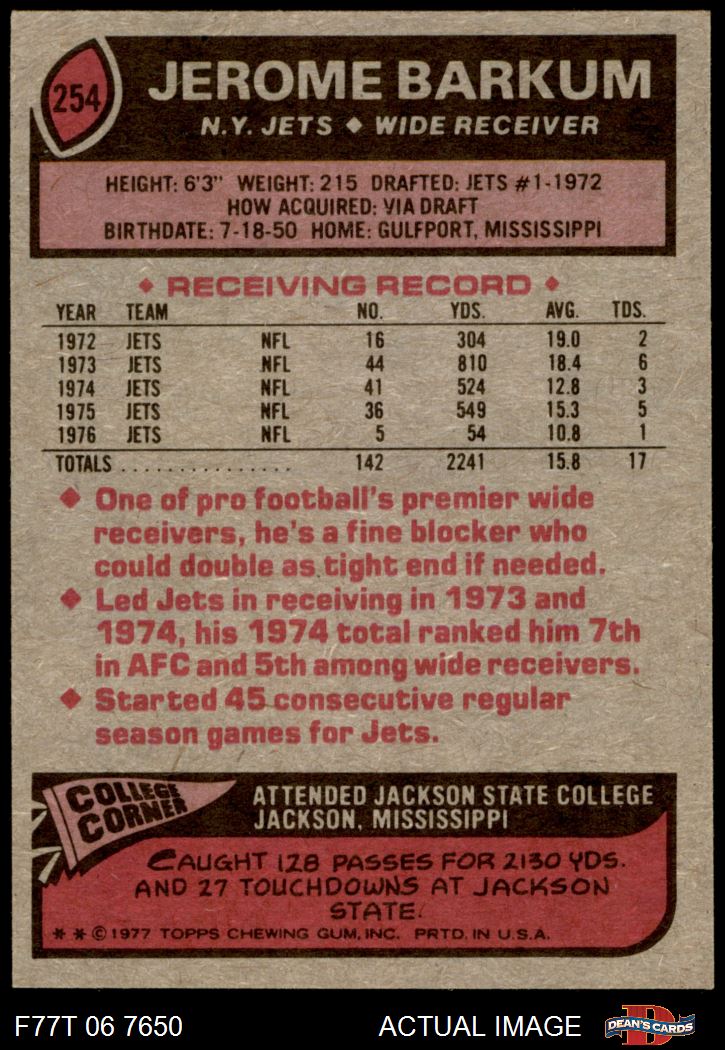 254
JEROME BARKUM
N.Y. JETS ◆ WIDE RECEIVER
HEIGHT: 6'3" WEIGHT: 215 DRAFTED: JETS #1-1972
HOW ACQUIRED: VIA DRAFT
BIRTHDATE: 7-18-50 HOME: GULFPORT, MISSISSIPPI
◆ RECEIVING RECORD ◆
YEAR TEAM NO. YDS. AVG. TDS.
1972 JETS NFL 16 304 19.0 2
1973 JETS NFL 44 810 18.4 6
1974 JETS NFL 41 524 12.8 3
1975 JETS NFL 36 549 15.3 5
1976 JETS NFL 5 54 10.8 1
TOTALS ................ 142 2241 15.8 17
◆ One of pro football's premier wide
receivers, he's a fine blocker who
could double as tight end if needed.
◆ Led Jets in receiving in 1973 and
1974, his 1974 total ranked him 7th
in AFC and 5th among wide receivers.
◆ Started 45 consecutive regular
season games for Jets.
COLLEGE
CORNER
ATTENDED JACKSON STATE COLLEGE
JACKSON, MISSISSIPPI
CAUGHT 128 PASSES FOR 2130 YDS.
AND 27 TOUCHDOWNS AT JACKSON
STATE.
* * © 1977 TOPPS CHEWING GUM, INC. PRTD. IN U.S.A.
F77T 06 7650 ACTUAL IMAGE
D
DEAN'S CARDS